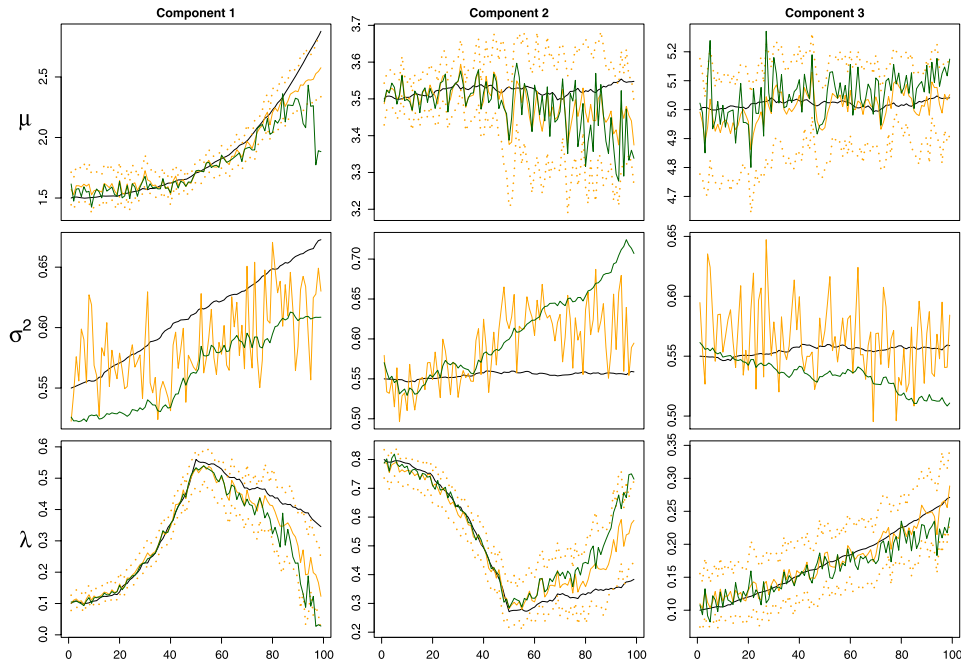 Component 1 Component 2 Component 3
μ
1.5 2.0 2.5
3.2 3.3 3.4 3.5 3.6 3.7
4.7 4.8 4.9 5.0 5.1 5.2
σ²
0.55 0.60 0.65
0.50 0.55 0.60 0.65 0.70
0.50 0.55 0.60 0.65
λ
0.0 0.1 0.2 0.3 0.4 0.5 0.6
0.2 0.3 0.4 0.5 0.6 0.7 0.8
0.10 0.15 0.20 0.25 0.30 0.35
0 20 40 60 80 100 0 20 40 60 80 100 0 20 40 60 80 100